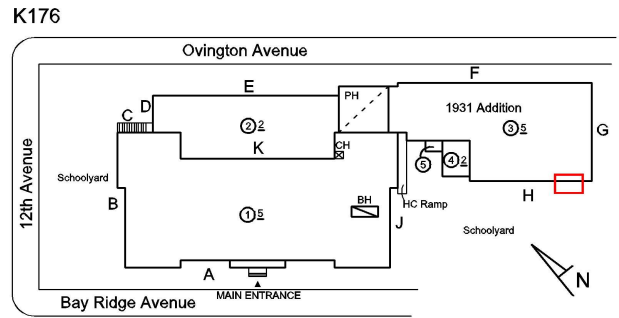 K176
Ovington Avenue
F
E
PH
D
C
1931 Addition
2 2
3 5
G
K
CH
5
4 2
12th Avenue
Schoolyard
B
BH
HC Ramp
H
1 5
J
Schoolyard
A
N
MAIN ENTRANCE
Bay Ridge Avenue